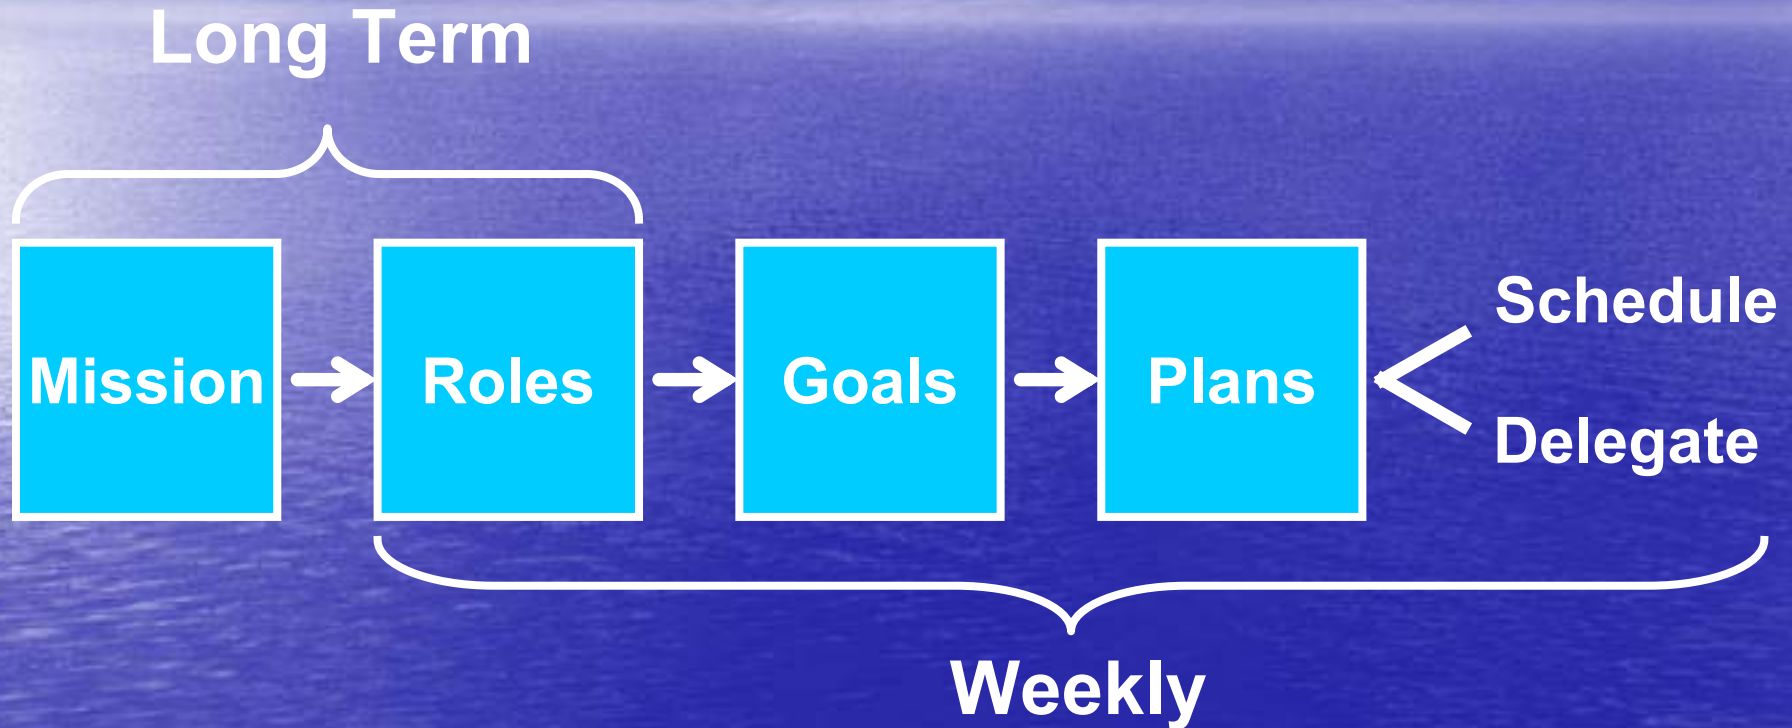 Long Term
Mission
Roles
Goals
Plans
Schedule
Delegate
Weekly